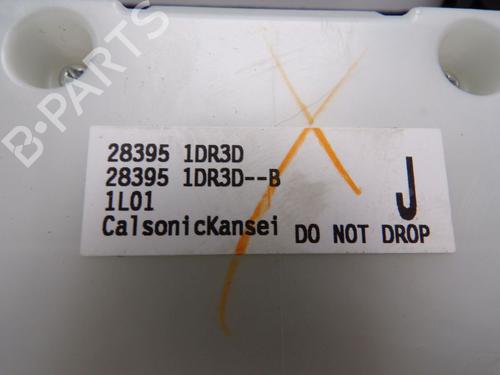 B-PARTS
28395 1DR3D
28395 1DR3D--B
1L01
CalsonicKansei DO NOT DROP
J